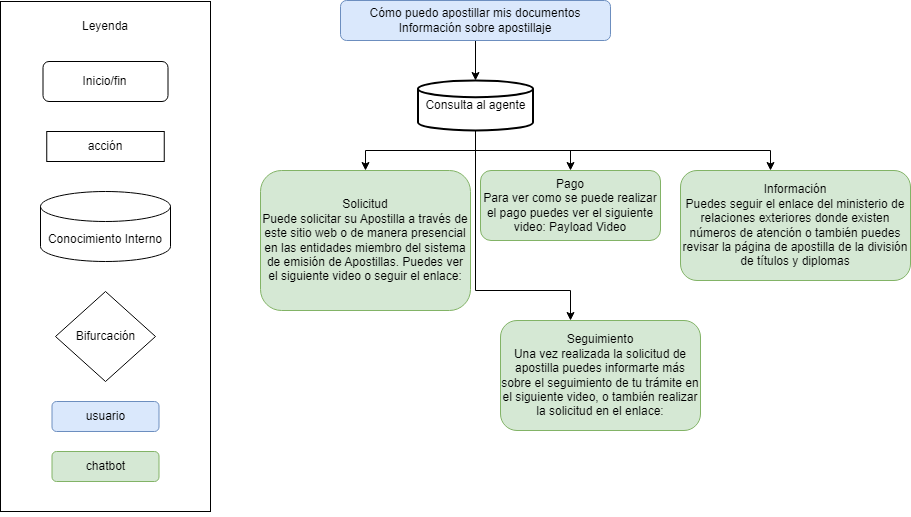 Leyenda
Inicio/fin
acción
Conocimiento Interno
Bifurcación
usuario
chatbot
Cómo puedo apostillar mis documentos
Información sobre apostillaje
Consulta al agente
Solicitud
Puede solicitar su Apostilla a través de
este sitio web o de manera presencial
en las entidades miembro del sistema
de emisión de Apostillas. Puedes ver
el siguiente video o seguir el enlace:
Pago
Para ver como se puede realizar
el pago puedes ver el siguiente
video: Payload Video
Información
Puedes seguir el enlace del ministerio de
relaciones exteriores donde existen
números de atención o también puedes
revisar la página de apostilla de la división
de títulos y diplomas
Seguimiento
Una vez realizada la solicitud de
apostilla puedes informarte más
sobre el seguimiento de tu trámite en
el siguiente video, o también realizar
la solicitud en el enlace: